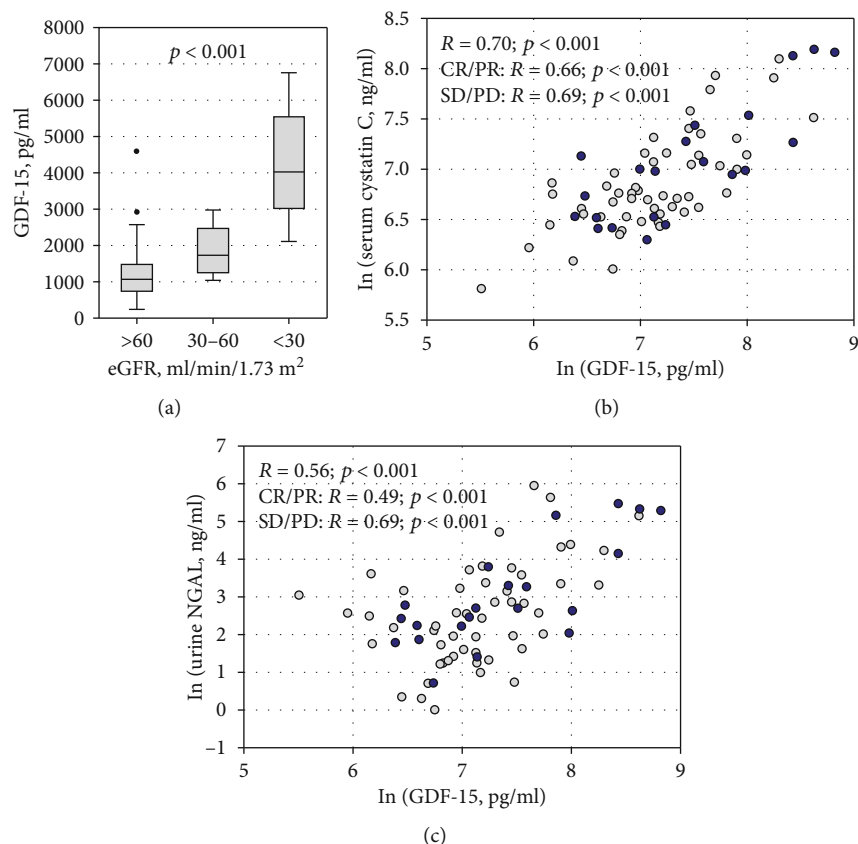 p < 0.001
GDF-15, pg/ml
8000
7000
6000
5000
4000
3000
2000
1000
0
>60
30–60
<30
eGFR, ml/min/1.73 m²
(a)
R = 0.70; p < 0.001
CR/PR: R = 0.66; p < 0.001
SD/PD: R = 0.69; p < 0.001
In (serum cystatin C, ng/ml)
8.5
8.0
7.5
7.0
6.5
6.0
5.5
5
6
7
8
9
In (GDF-15, pg/ml)
(b)
R = 0.56; p < 0.001
CR/PR: R = 0.49; p < 0.001
SD/PD: R = 0.69; p < 0.001
In (urine NGAL, ng/ml)
7
6
5
4
3
2
1
0
−1
5
6
7
8
9
In (GDF-15, pg/ml)
(c)